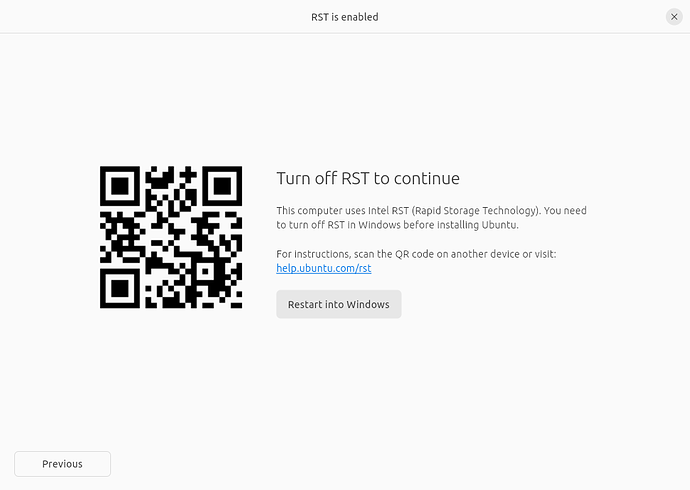 RST is enabled
Turn off RST to continue
This computer uses Intel RST (Rapid Storage Technology). You need
to turn off RST in Windows before installing Ubuntu.
For instructions, scan the QR code on another device or visit:
help.ubuntu.com/rst
Restart into Windows
Previous